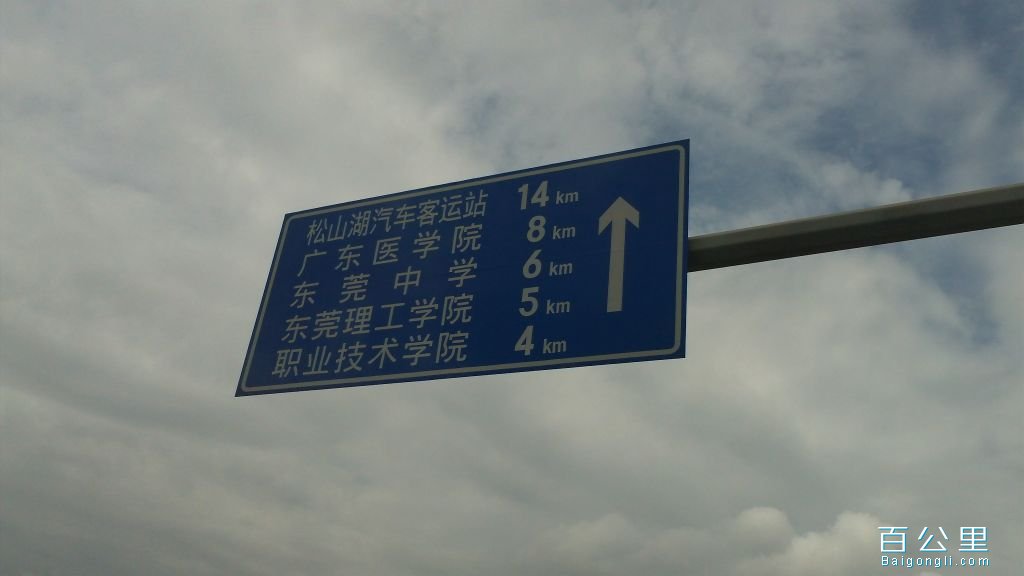 松山湖汽车客运站 14 km
广东医学院 8 km
东莞中学 6 km
东莞理工学院 5 km
职业技术学院 4 km
百公里
Baigongli.com